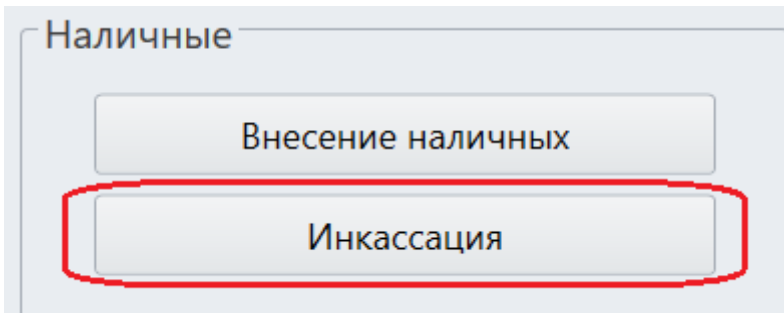 Наличные
Внесение наличных
Инкассация